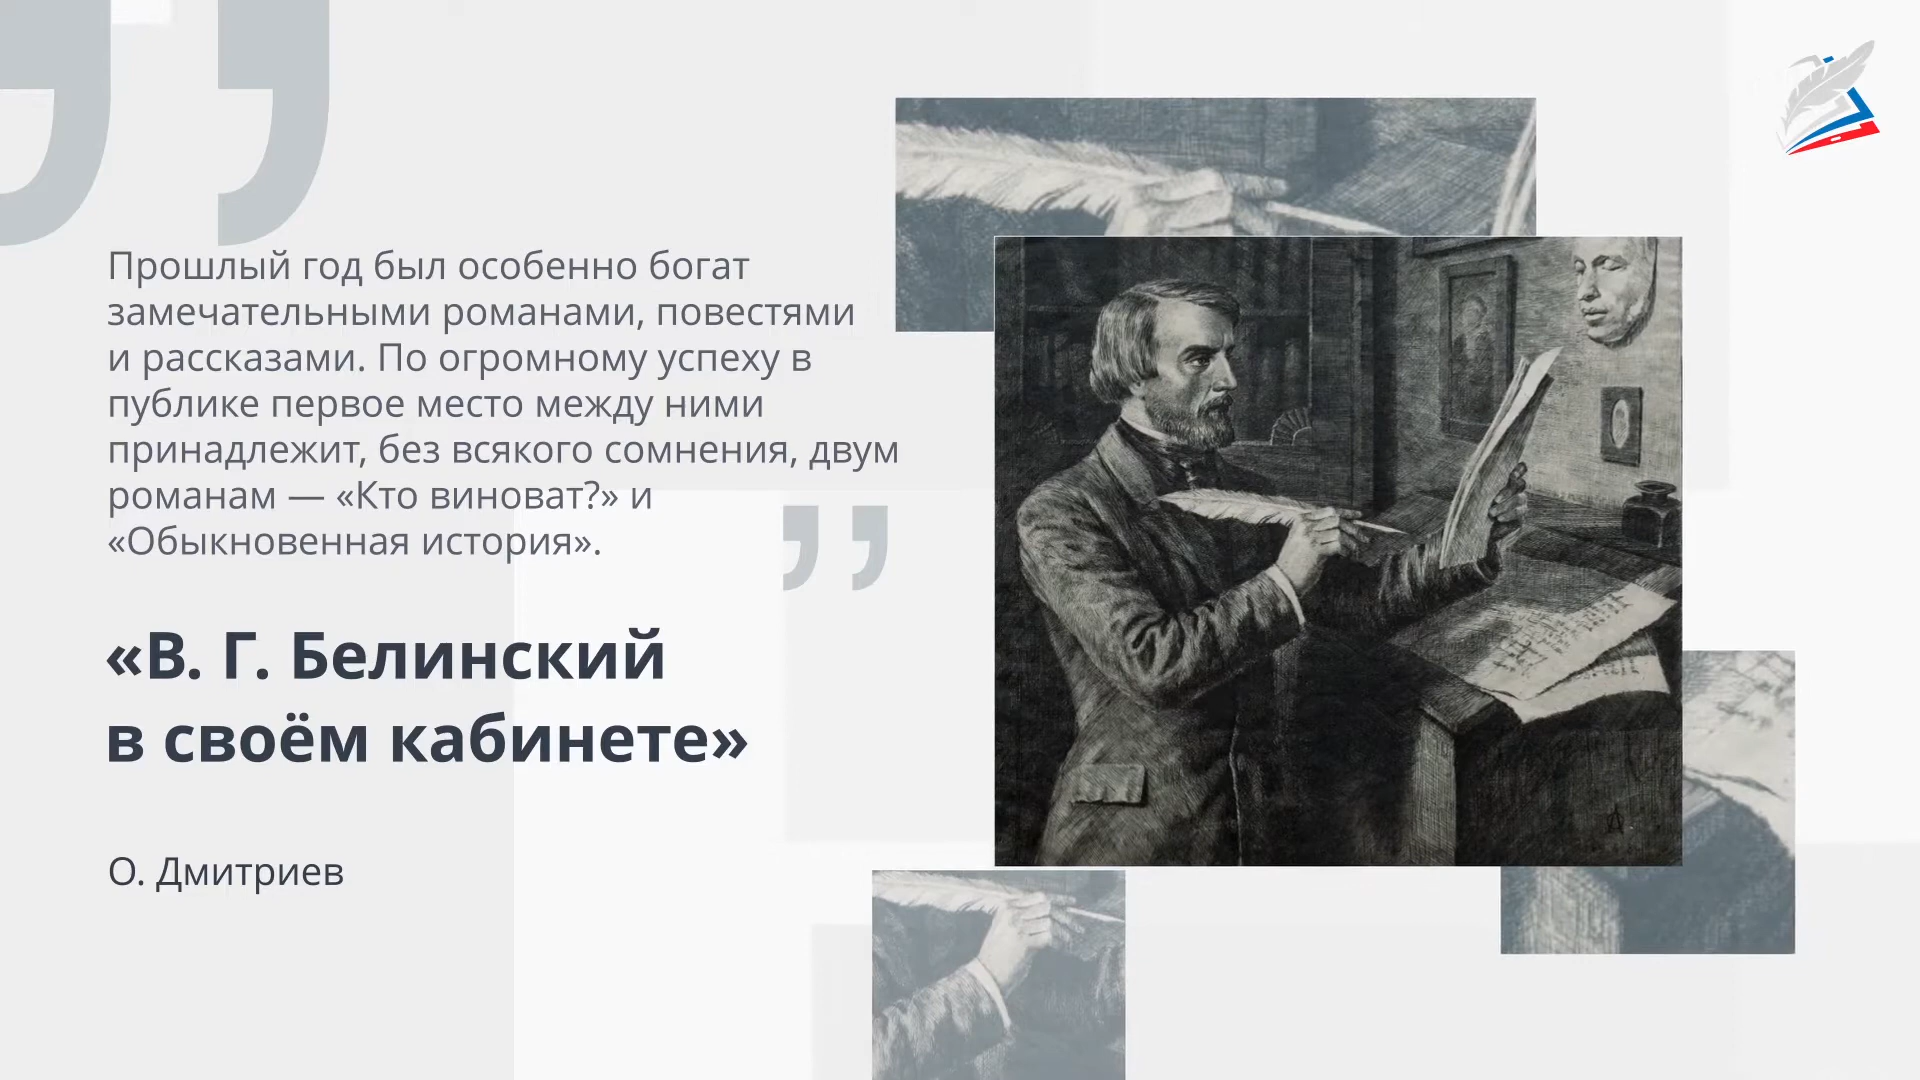 Прошлый год был особенно богат
замечательными романами, повестями
и рассказами. По огромному успеху в
публике первое место между ними
принадлежит, без всякого сомнения, двум
романам — «Кто виноват?» и
«Обыкновенная история».
«В. Г. Белинский
в своём кабинете»
О. Дмитриев